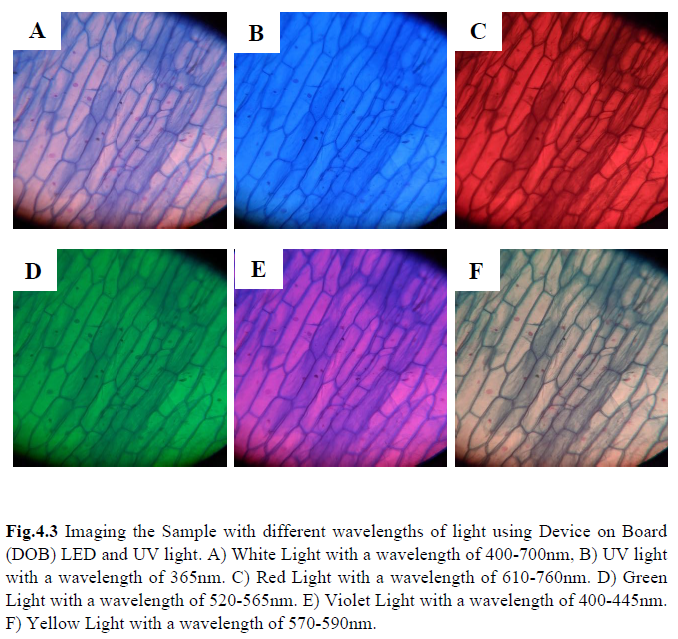 A
B
C
D
E
F
Fig.4.3 Imaging the Sample with different wavelengths of light using Device on Board
(DOB) LED and UV light. A) White Light with a wavelength of 400-700nm, B) UV light
with a wavelength of 365nm. C) Red Light with a wavelength of 610-760nm. D) Green
Light with a wavelength of 520-565nm. E) Violet Light with a wavelength of 400-445nm.
F) Yellow Light with a wavelength of 570-590nm.